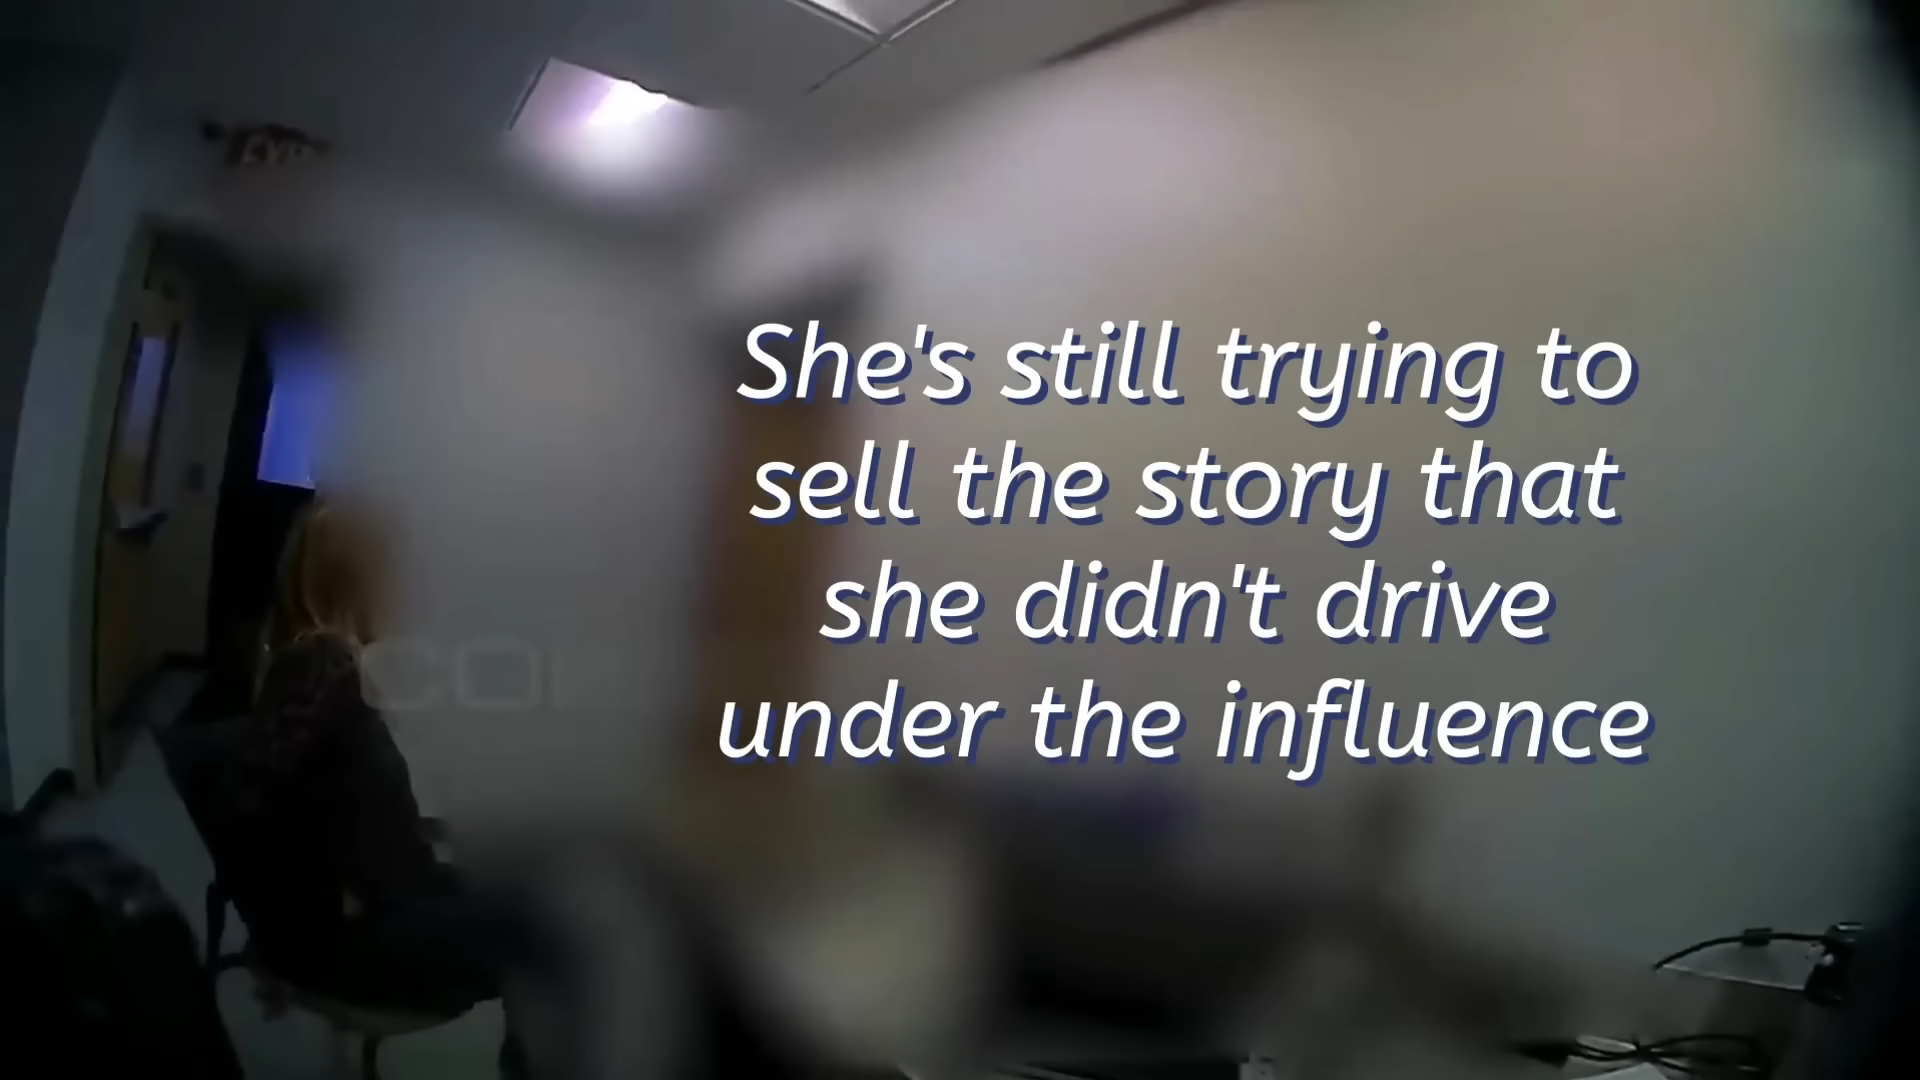 She's still trying to
sell the story that
she didn't drive
under the influence